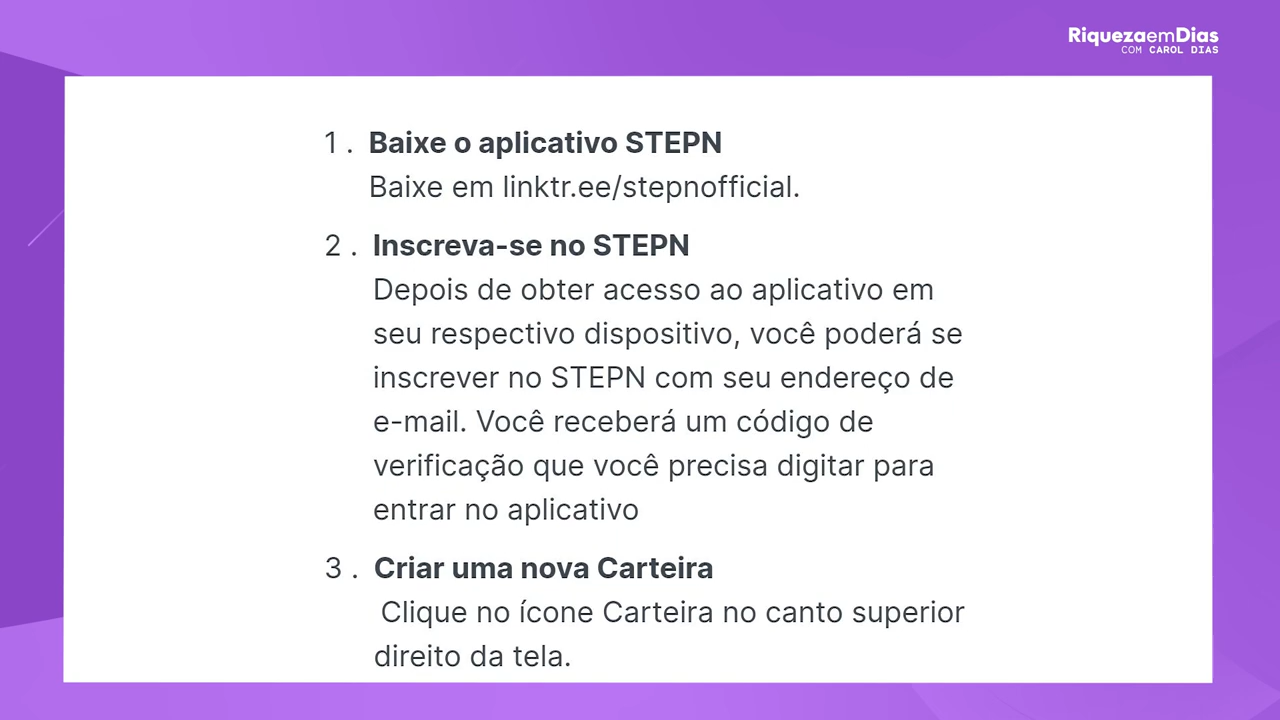 RiquezaemDias
COM CAROL DIAS
1. Baixe o aplicativo STEPN
Baixe em linktr.ee/stepnofficial.
2. Inscreva-se no STEPN
Depois de obter acesso ao aplicativo em
seu respectivo dispositivo, você poderá se
inscrever no STEPN com seu endereço de
e-mail. Você receberá um código de
verificação que você precisa digitar para
entrar no aplicativo
3. Criar uma nova Carteira
Clique no ícone Carteira no canto superior
direito da tela.